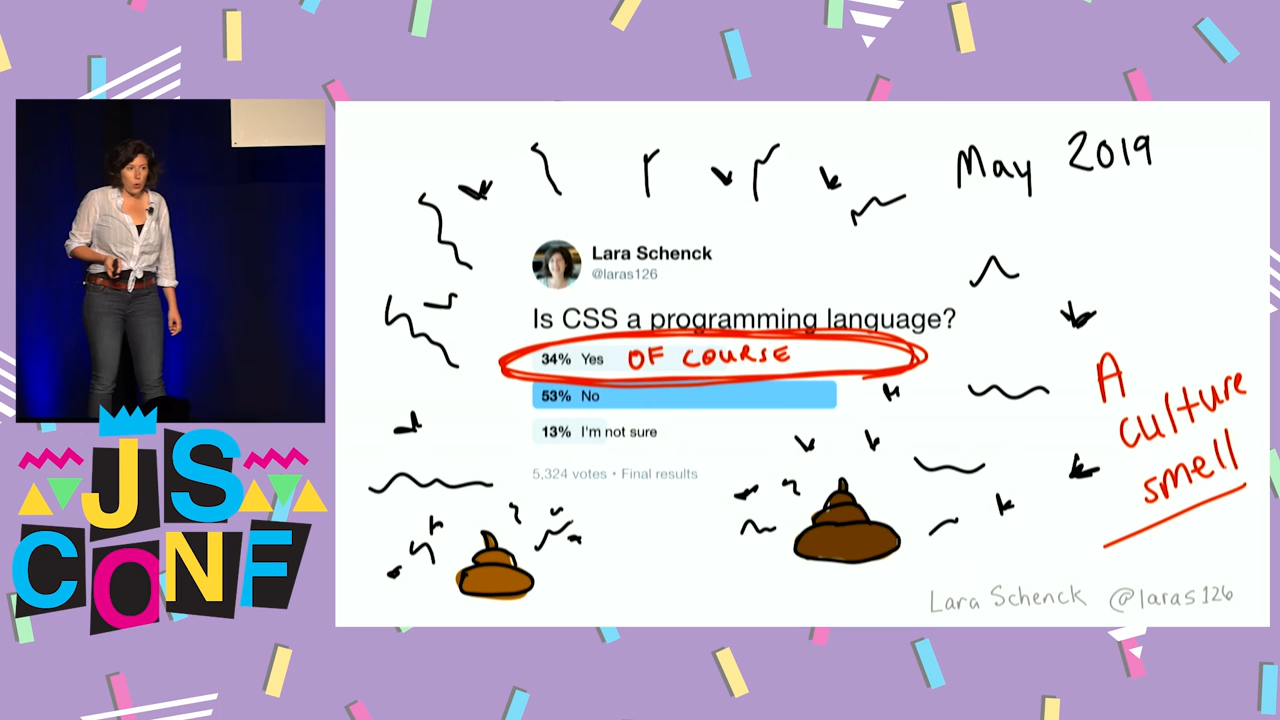 May 2019
Lara Schenck
@laras126
Is CSS a programming language?
34% Yes OF COURSE
53% No
13% I'm not sure
5,324 votes • Final results
A
culture
smell
Lara Schenck @laras126
JS
CONF